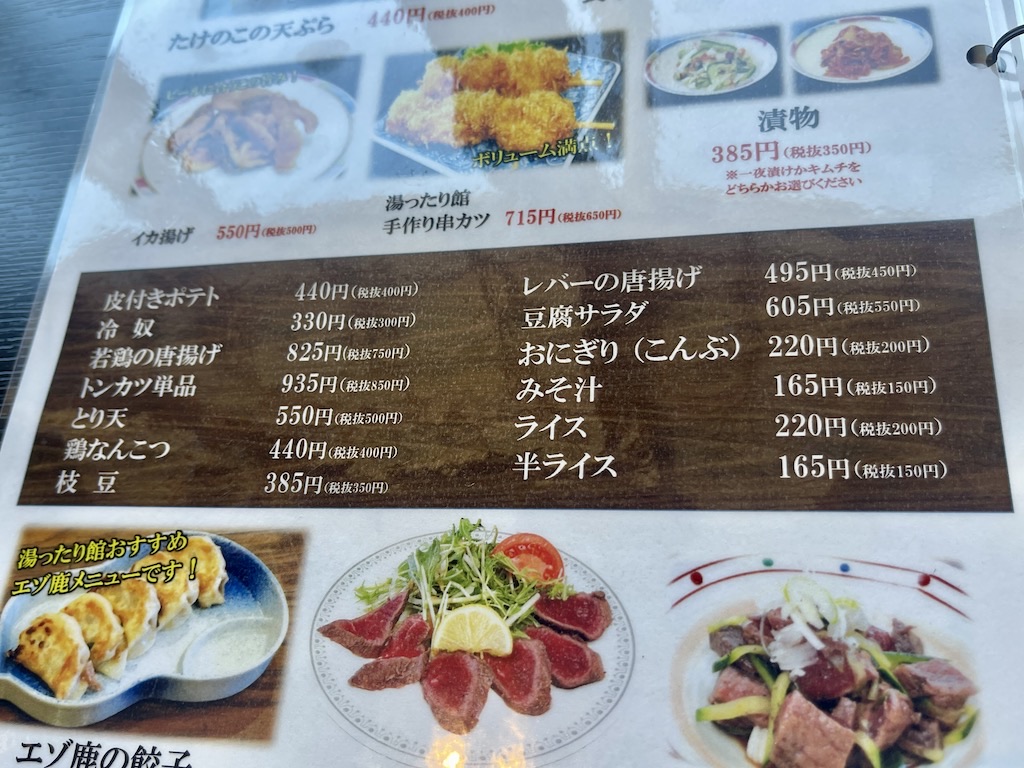 たけのこの天ぷら 440円(税抜400円)
ボリューム満点！
漬物
385円(税抜350円)
※一夜漬けかキムチを
どちらかお選びください
イカ揚げ 550円(税抜500円)
湯ったり館
手作り串カツ 715円(税抜650円)
皮付きポテト 440円(税抜400円)
冷奴 330円(税抜300円)
若鶏の唐揚げ 825円(税抜750円)
トンカツ単品 935円(税抜850円)
とり天 550円(税抜500円)
鶏なんこつ 440円(税抜400円)
枝豆 385円(税抜350円)
レバーの唐揚げ 495円(税抜450円)
豆腐サラダ 605円(税抜550円)
おにぎり（こんぶ） 220円(税抜200円)
みそ汁 165円(税抜150円)
ライス 220円(税抜200円)
半ライス 165円(税抜150円)
湯ったり館おすすめ
エゾ鹿メニューです！
エゾ鹿の餃子